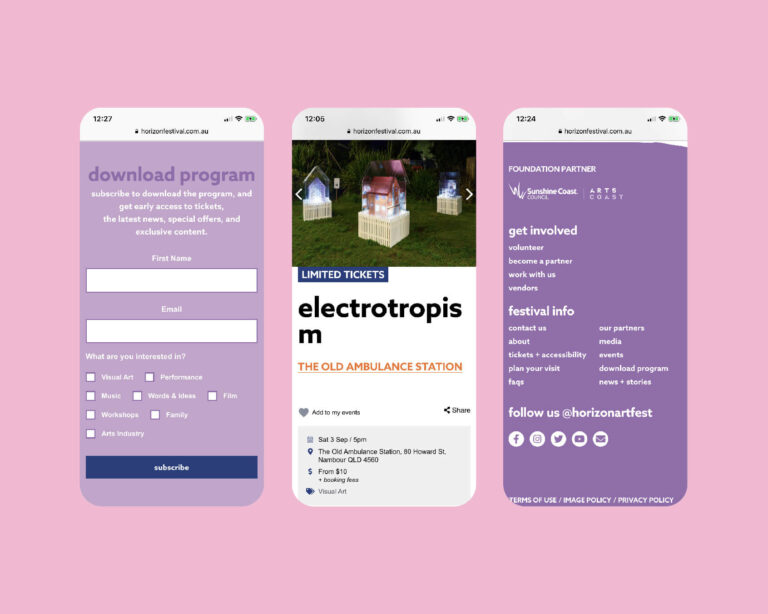 12:27
horizonfestival.com.au
download program
subscribe to download the program, and
get early access to tickets,
the latest news, special offers, and
exclusive content.
First Name
Email
What are you interested in?
Visual Art
Performance
Music
Words & Ideas
Film
Workshops
Family
Arts Industry
subscribe
12:05
horizonfestival.com.au
LIMITED TICKETS
electrotropis
m
THE OLD AMBULANCE STATION
Add to my events
Share
Sat 3 Sep / 5pm
The Old Ambulance Station, 80 Howard St,
Nambour QLD 4560
From $10
+ booking fees
Visual Art
12:24
horizonfestival.com.au
FOUNDATION PARTNER
Sunshine Coast
COUNCIL
ARTS
COAST
get involved
volunteer
become a partner
work with us
vendors
festival info
contact us
about
tickets + accessibility
plan your visit
faqs
our partners
media
events
download program
news + stories
follow us @horizonartfest
TERMS OF USE / IMAGE POLICY / PRIVACY POLICY